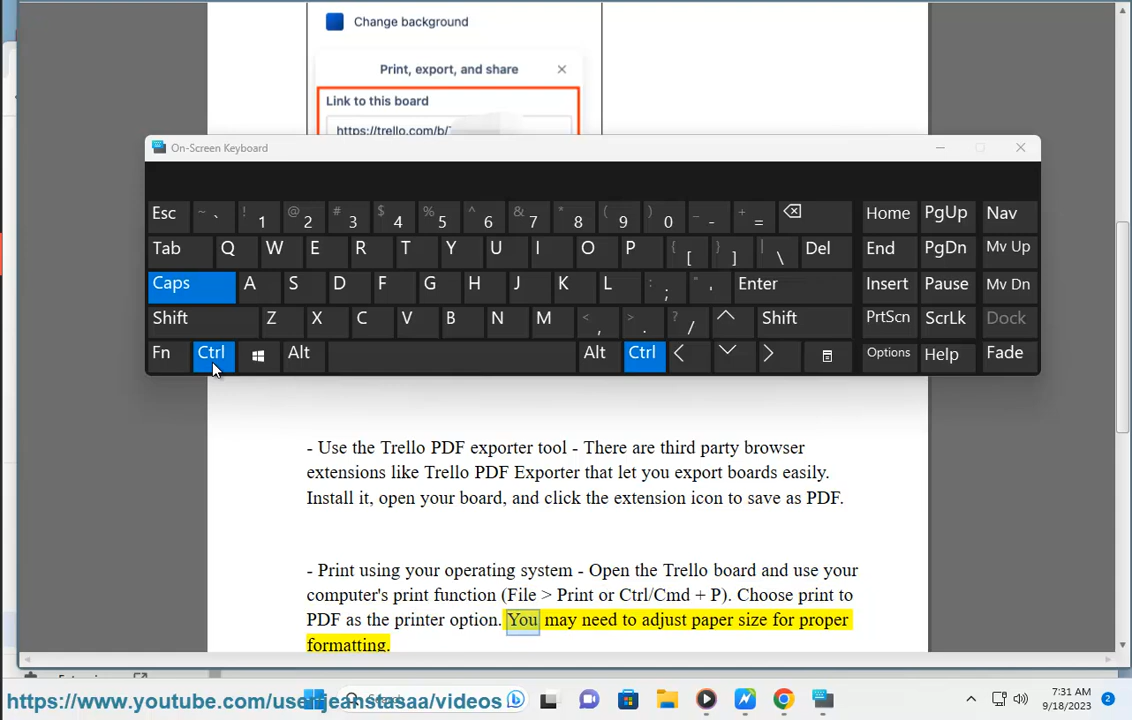 Change background
Print, export, and share ×
Link to this board
https://trello.com/b/
On-Screen Keyboard
Esc ~ ` ! 1 @ 2 # 3 $ 4 % 5 ^ 6 & 7 * 8 ( 9 ) 0 _ - + = Home PgUp Nav
Tab Q W E R T Y U I O P { [ } ] | \ Del End PgDn Mv Up
Caps A S D F G H J K L : ; " ' Enter Insert Pause Mv Dn
Shift Z X C V B N M < , > . ? / Shift PrtScn ScrLk Dock
Fn Ctrl Alt Alt Ctrl Options Help Fade
- Use the Trello PDF exporter tool - There are third party browser
extensions like Trello PDF Exporter that let you export boards easily.
Install it, open your board, and click the extension icon to save as PDF.
- Print using your operating system - Open the Trello board and use your
computer's print function (File > Print or Ctrl/Cmd + P). Choose print to
PDF as the printer option. You may need to adjust paper size for proper
formatting.
7:31 AM
9/18/2023 2